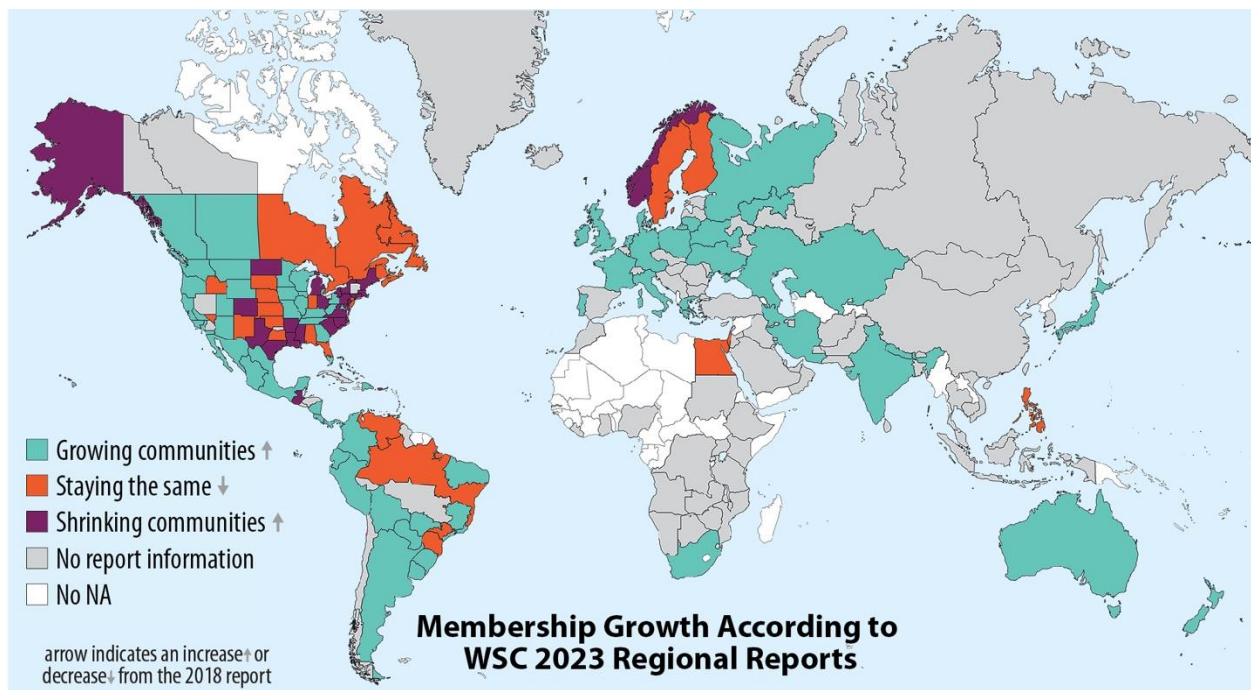 Growing communities ↑
Staying the same ↓
Shrinking communities ↑
No report information
No NA
arrow indicates an increase↑ or
decrease↓ from the 2018 report
Membership Growth According to
WSC 2023 Regional Reports